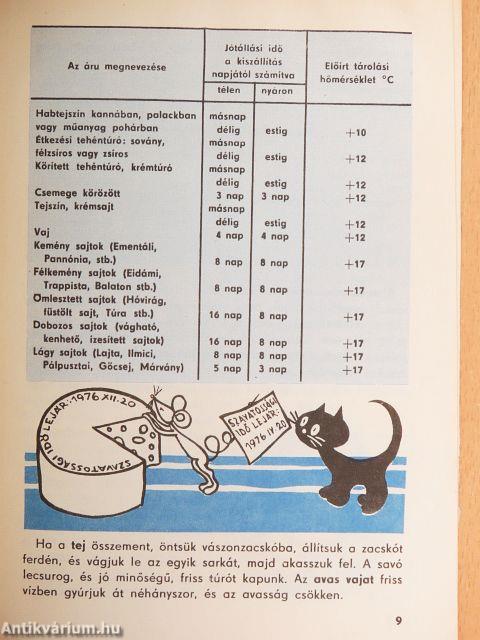 Az áru megnevezése
Jótállási idő
a kiszállítás
napjától számítva
télen nyáron
Előírt tárolási
hőmérséklet °C
Habtejszín kannában, palackban másnap
vagy műanyag pohárban délig estig +10
Étkezési tehéntúró: sovány, másnap
félzsíros vagy zsíros délig estig +12
Körített tehéntúró, krémtúró másnap
délig estig +12
Csemege körözött 3 nap 3 nap +12
Tejszín, krémsajt másnap
délig estig +12
Vaj 4 nap 4 nap +12
Kemény sajtok (Ementáli,
Pannónia, stb.) 8 nap 8 nap +17
Félkemény sajtok (Eidámi,
Trappista, Balaton stb.) 8 nap 8 nap +17
Ömlesztett sajtok (Hóvirág,
füstölt sajt, Túra stb.) 16 nap 8 nap +17
Dobozos sajtok (vágható,
kenhető, ízesített sajtok) 16 nap 8 nap +17
Lágy sajtok (Lajta, Ilmici, 8 nap 8 nap +17
Pálpusztai, Göcsej, Márvány) 5 nap 3 nap
SZAVATOSSÁGI IDŐ LEJÁR: 1976 XII. 20
SZAVATOSSÁGI
IDŐ LEJÁR:
1976 IV. 20
Ha a tej összement, öntsük vászonzacskóba, állítsuk a zacskót
ferdén, és vágjuk le az egyik sarkát, majd akasszuk fel. A savó
lecsurog, és jó minőségű, friss túrót kapunk. Az avas vajat friss
vízben gyúrjuk át néhányszor, és az avasság csökken.
9
Antikvárium.hu